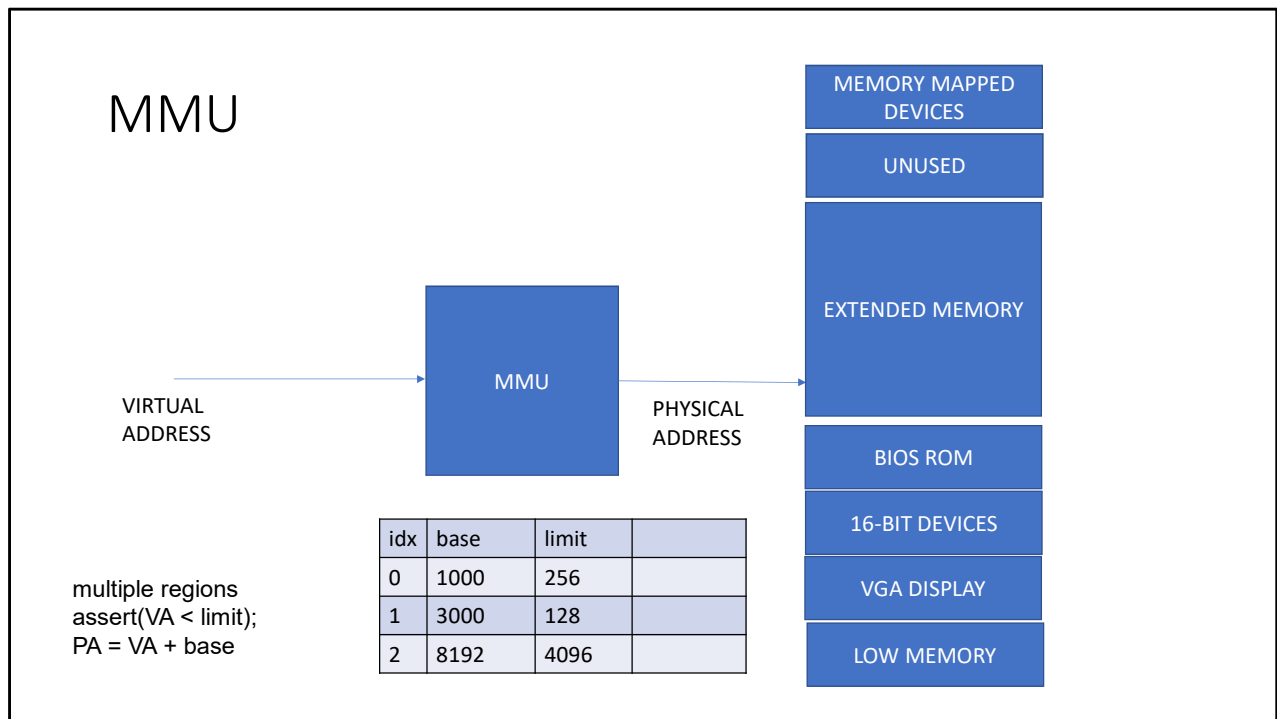 MMU
MEMORY MAPPED
DEVICES
UNUSED
EXTENDED MEMORY
MMU
VIRTUAL
ADDRESS
PHYSICAL
ADDRESS
BIOS ROM
16-BIT DEVICES
VGA DISPLAY
LOW MEMORY
idx base limit
0 1000 256
1 3000 128
2 8192 4096
multiple regions
assert(VA < limit);
PA = VA + base